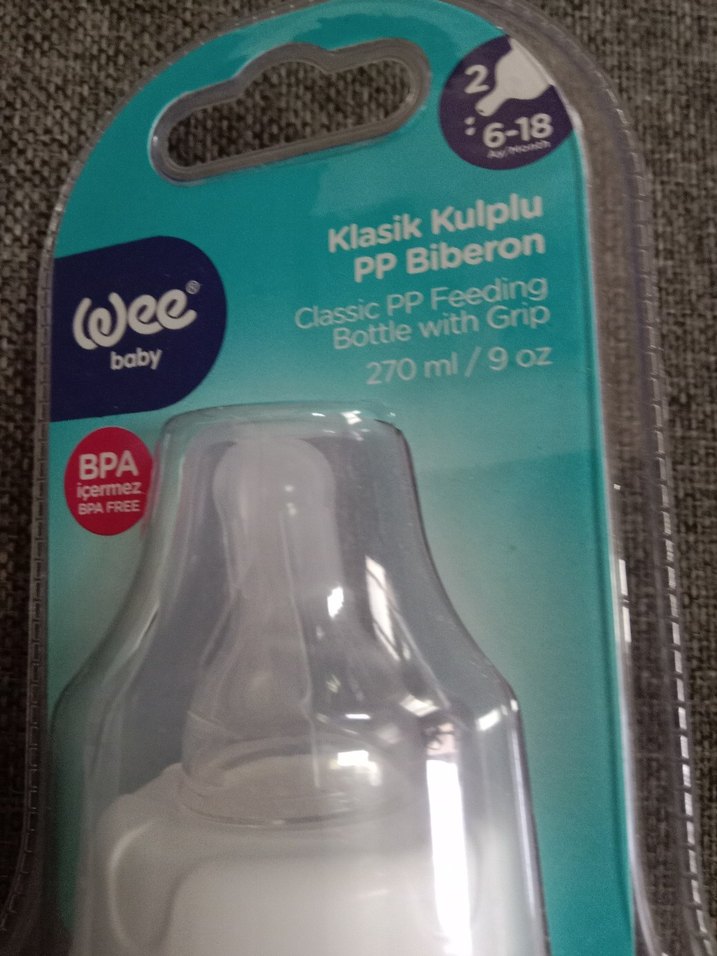 2
: 6-18
Ay/Month
Klasik Kulplu
PP Biberon
Classic PP Feeding
Bottle with Grip
270 ml / 9 oz
wee®
baby
BPA
içermez
BPA FREE